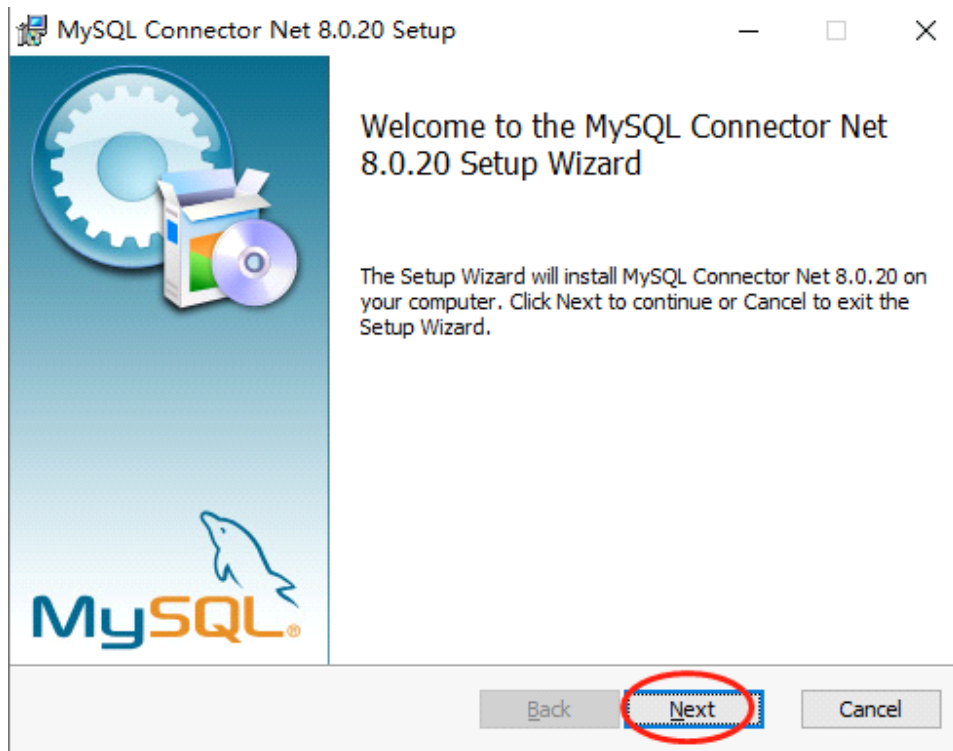 MySQL Connector Net 8.0.20 Setup
Welcome to the MySQL Connector Net
8.0.20 Setup Wizard
The Setup Wizard will install MySQL Connector Net 8.0.20 on
your computer. Click Next to continue or Cancel to exit the
Setup Wizard.
MySQL®
Back
Next
Cancel